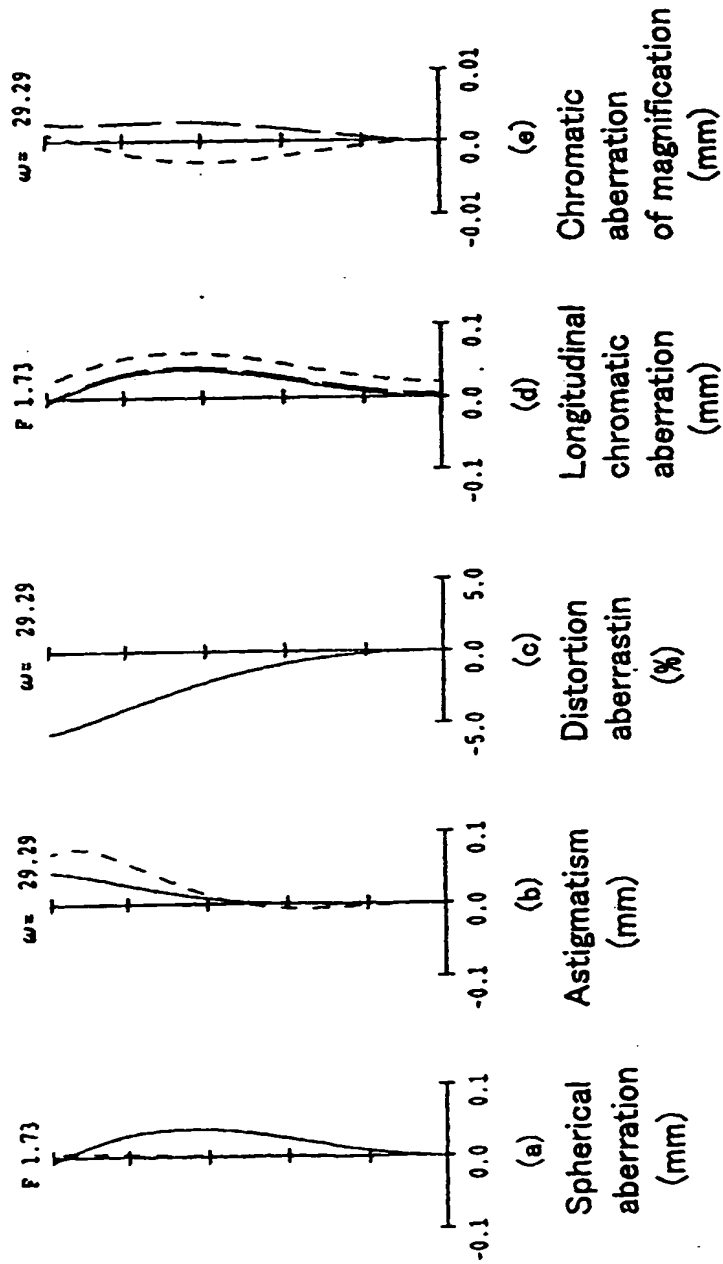 F 1.73
-0.1 0.0 0.1
(a)
Spherical
aberration
(mm)
ω= 29.29
-0.1 0.0 0.1
(b)
Astigmatism
(mm)
ω= 29.29
-5.0 0.0 5.0
(c)
Distortion
aberrastin
(%)
F 1.73
-0.1 0.0 0.1
(d)
Longitudinal
chromatic
aberration
(mm)
ω= 29.29
-0.01 0.0 0.01
(e)
Chromatic
aberration
of magnification
(mm)